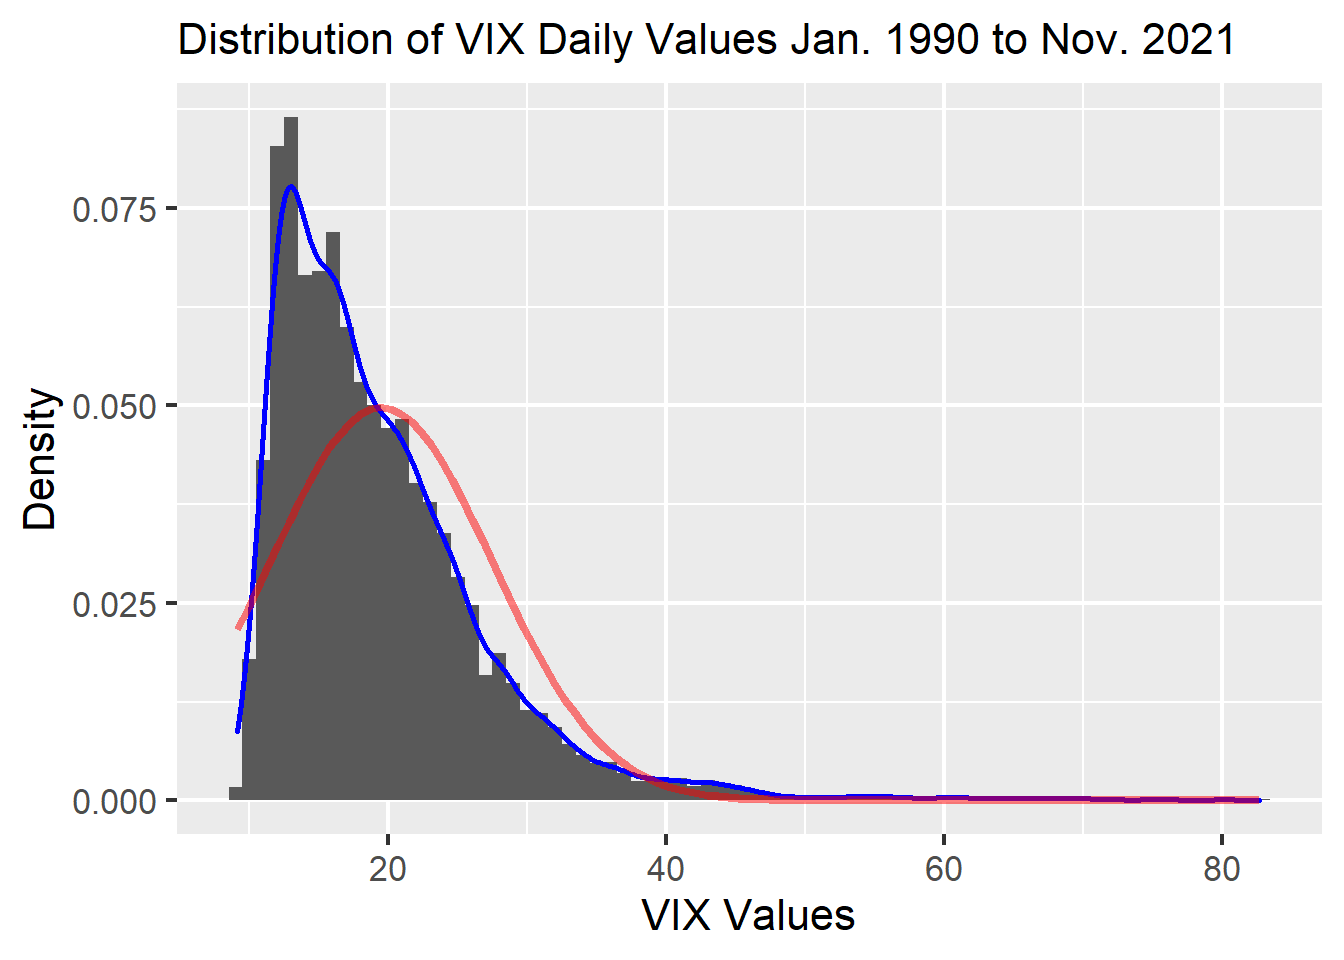 Distribution of VIX Daily Values Jan. 1990 to Nov. 2021
Density
0.075
0.050
0.025
0.000
20 40 60 80
VIX Values